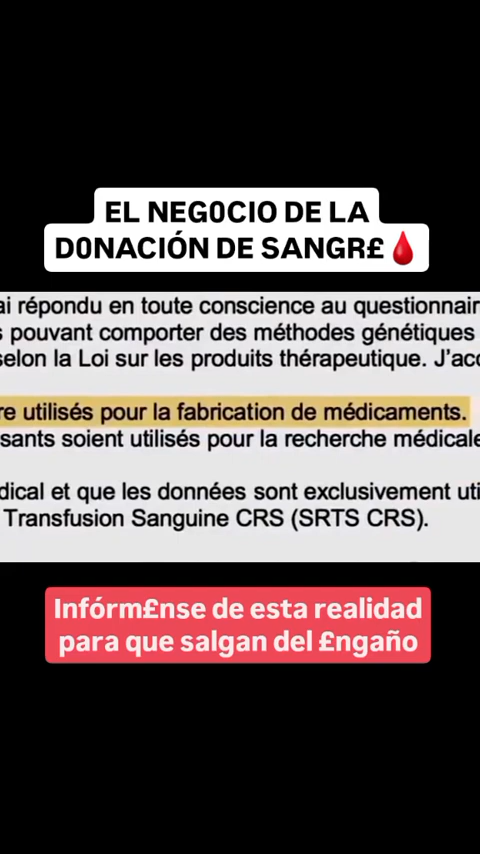 EL NEG0CIO DE LA
D0NACIÓN DE SANGR£🩸
ai répondu en toute conscience au questionnair
s pouvant comporter des méthodes génétiques
selon la Loi sur les produits thérapeutique. J'acc
re utilisés pour la fabrication de médicaments.
sants soient utilisés pour la recherche médicale
dical et que les données sont exclusivement uti
Transfusion Sanguine CRS (SRTS CRS).
Infórm£nse de esta realidad
para que salgan del £ngaño